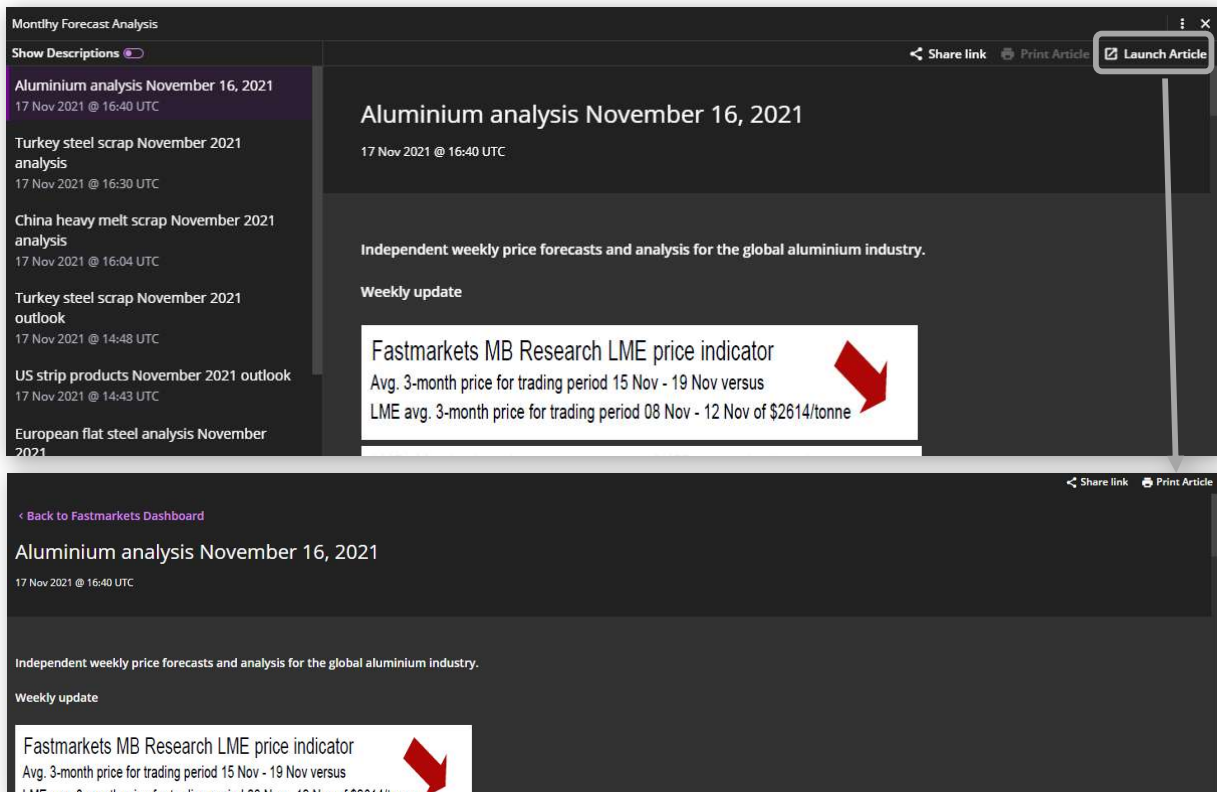 Montlhy Forecast Analysis
Show Descriptions
Share link Print Article Launch Article
Aluminium analysis November 16, 2021
17 Nov 2021 @ 16:40 UTC
Turkey steel scrap November 2021
analysis
17 Nov 2021 @ 16:30 UTC
China heavy melt scrap November 2021
analysis
17 Nov 2021 @ 16:04 UTC
Turkey steel scrap November 2021
outlook
17 Nov 2021 @ 14:48 UTC
US strip products November 2021 outlook
17 Nov 2021 @ 14:43 UTC
European flat steel analysis November
2021
Aluminium analysis November 16, 2021
17 Nov 2021 @ 16:40 UTC
Independent weekly price forecasts and analysis for the global aluminium industry.
Weekly update
Fastmarkets MB Research LME price indicator
Avg. 3-month price for trading period 15 Nov - 19 Nov versus
LME avg. 3-month price for trading period 08 Nov - 12 Nov of $2614/tonne
Share link Print Article
< Back to Fastmarkets Dashboard
Aluminium analysis November 16, 2021
17 Nov 2021 @ 16:40 UTC
Independent weekly price forecasts and analysis for the global aluminium industry.
Weekly update
Fastmarkets MB Research LME price indicator
Avg. 3-month price for trading period 15 Nov - 19 Nov versus